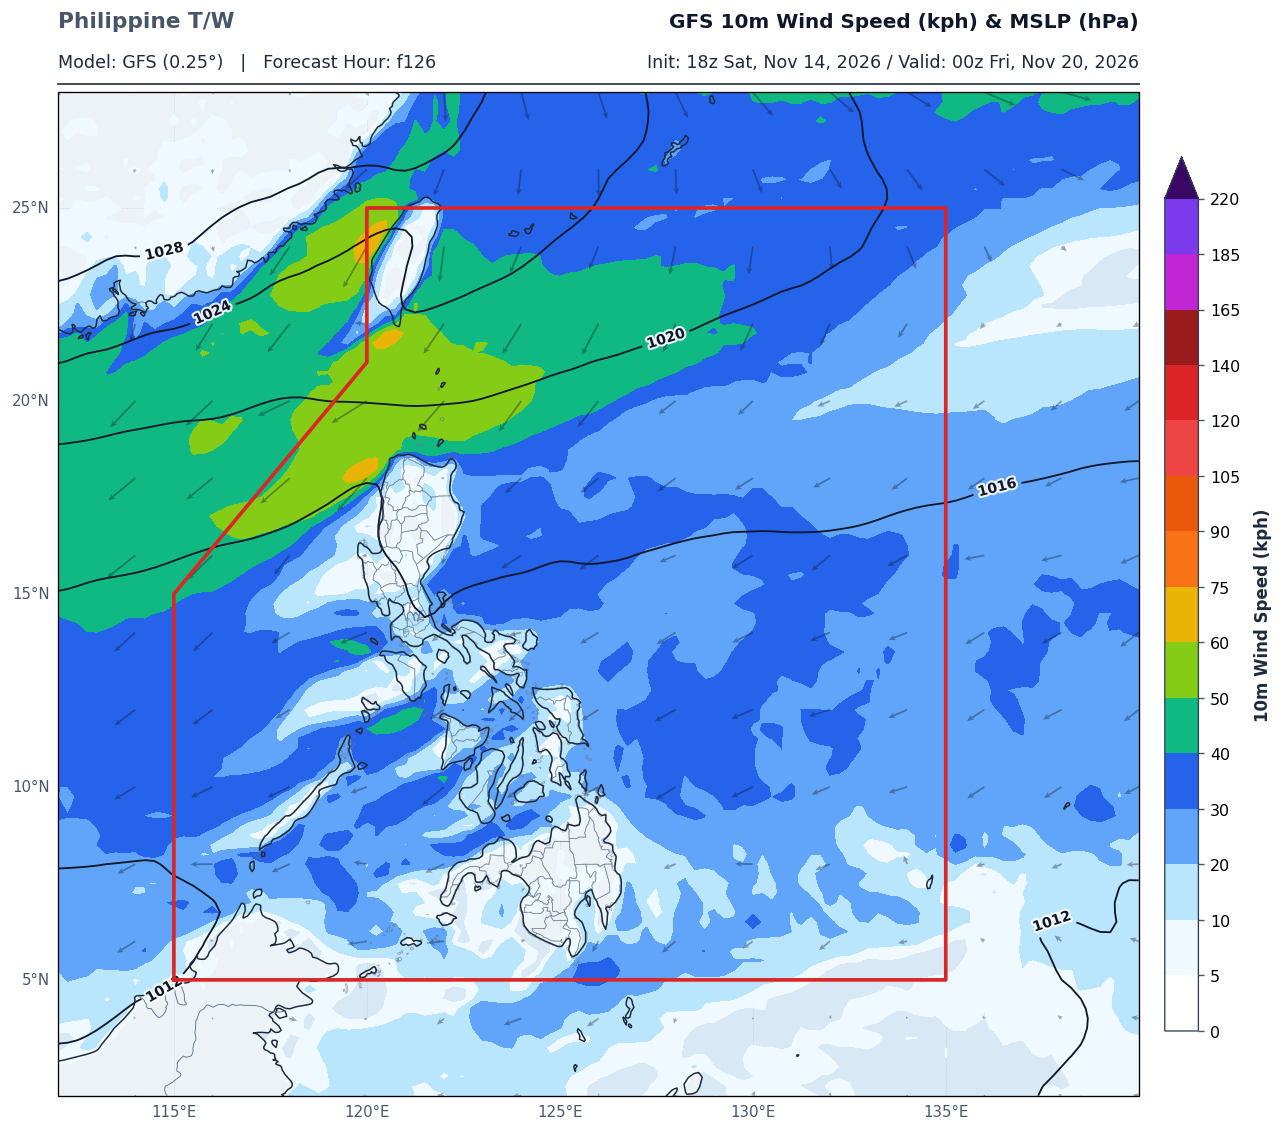 Philippine T/W
GFS 10m Wind Speed (kph) & MSLP (hPa)
Model: GFS (0.25°) | Forecast Hour: f126
Init: 18z Sat, Nov 14, 2026 / Valid: 00z Fri, Nov 20, 2026
25°N
20°N
15°N
10°N
5°N
115°E
120°E
125°E
130°E
135°E
1028
1024
1020
1016
1012
1012
220
185
165
140
120
105
90
75
60
50
40
30
20
10
5
0
10m Wind Speed (kph)